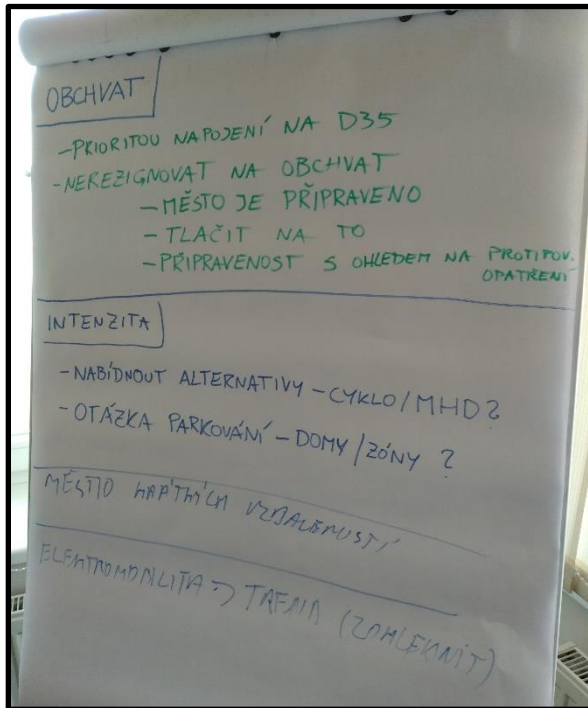 OBCHVAT
- PRIORITOU NAPOJENÍ NA D35
- NEREZIGNOVAT NA OBCHVAT
- MĚSTO JE PŘIPRAVENO
- TLAČIT NA TO
- PŘIPRAVENOST S OHLEDEM NA PROTIPOV.
OPATŘENÍ
INTENZITA
- NABÍDNOUT ALTERNATIVY - CYKLO/MHD?
- OTÁZKA PARKOVÁNÍ - DOMY/ZÓNY?
MĚSTO KRÁTKÝCH VZDÁLENOSTÍ
ELEKTROMOBILITA → (ZOHLEDNIT)